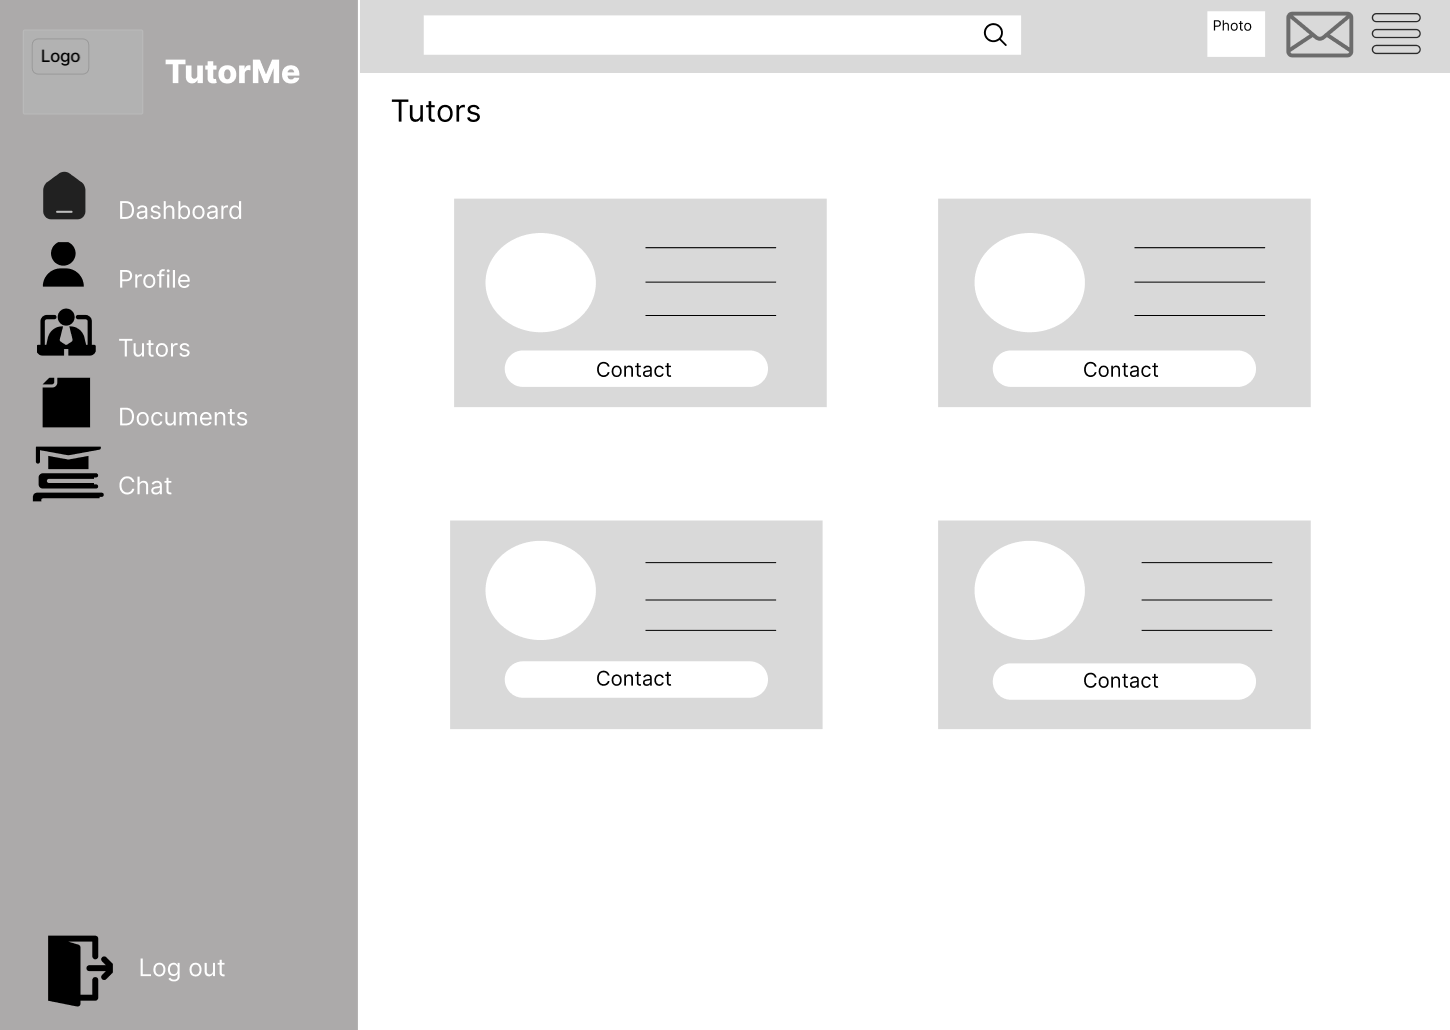 Logo
TutorMe
Dashboard
Profile
Tutors
Documents
Chat
Log out
Photo
Tutors
Contact
Contact
Contact
Contact